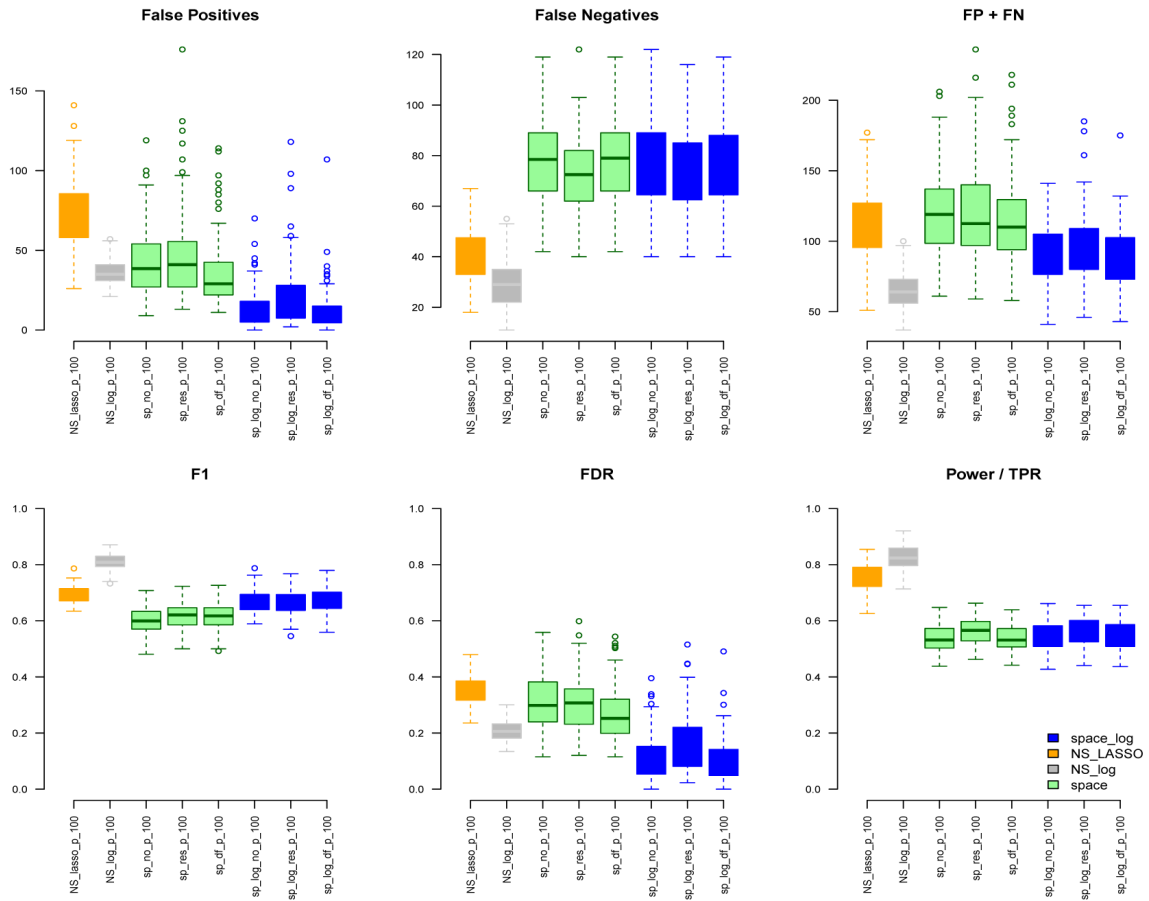 False Positives
0
50
100
150
NS_lasso_p_100
NS_log_p_100
sp_no_p_100
sp_res_p_100
sp_df_p_100
sp_log_no_p_100
sp_log_res_p_100
sp_log_df_p_100
False Negatives
20
40
60
80
100
120
NS_lasso_p_100
NS_log_p_100
sp_no_p_100
sp_res_p_100
sp_df_p_100
sp_log_no_p_100
sp_log_res_p_100
sp_log_df_p_100
FP + FN
50
100
150
200
NS_lasso_p_100
NS_log_p_100
sp_no_p_100
sp_res_p_100
sp_df_p_100
sp_log_no_p_100
sp_log_res_p_100
sp_log_df_p_100
F1
0.0
0.2
0.4
0.6
0.8
1.0
NS_lasso_p_100
NS_log_p_100
sp_no_p_100
sp_res_p_100
sp_df_p_100
sp_log_no_p_100
sp_log_res_p_100
sp_log_df_p_100
FDR
0.0
0.2
0.4
0.6
0.8
1.0
NS_lasso_p_100
NS_log_p_100
sp_no_p_100
sp_res_p_100
sp_df_p_100
sp_log_no_p_100
sp_log_res_p_100
sp_log_df_p_100
Power / TPR
0.0
0.2
0.4
0.6
0.8
1.0
NS_lasso_p_100
NS_log_p_100
sp_no_p_100
sp_res_p_100
sp_df_p_100
sp_log_no_p_100
sp_log_res_p_100
sp_log_df_p_100
space_log
NS_LASSO
NS_log
space